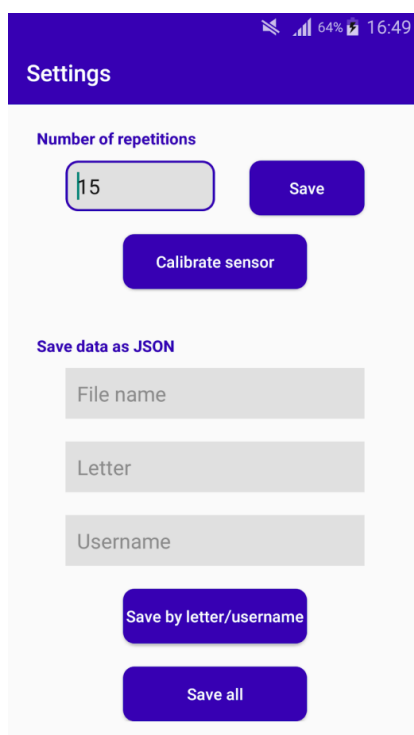 64% 16:49
Settings
Number of repetitions
15 Save
Calibrate sensor
Save data as JSON
File name
Letter
Username
Save by letter/username
Save all